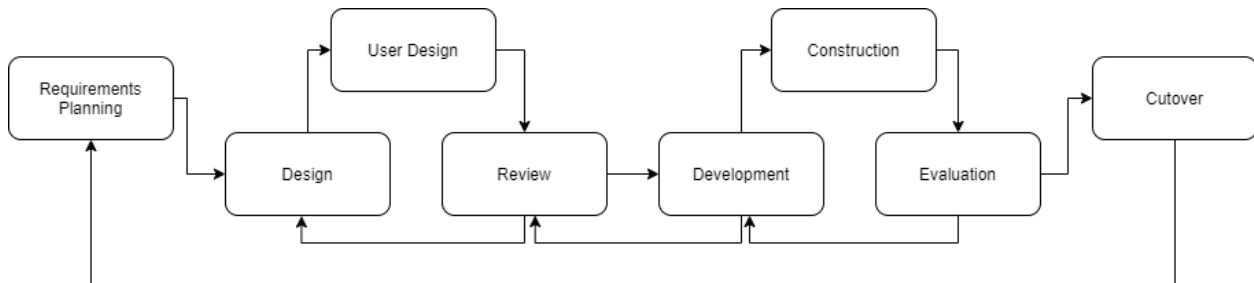 Requirements
Planning
Design
User Design
Review
Development
Construction
Evaluation
Cutover